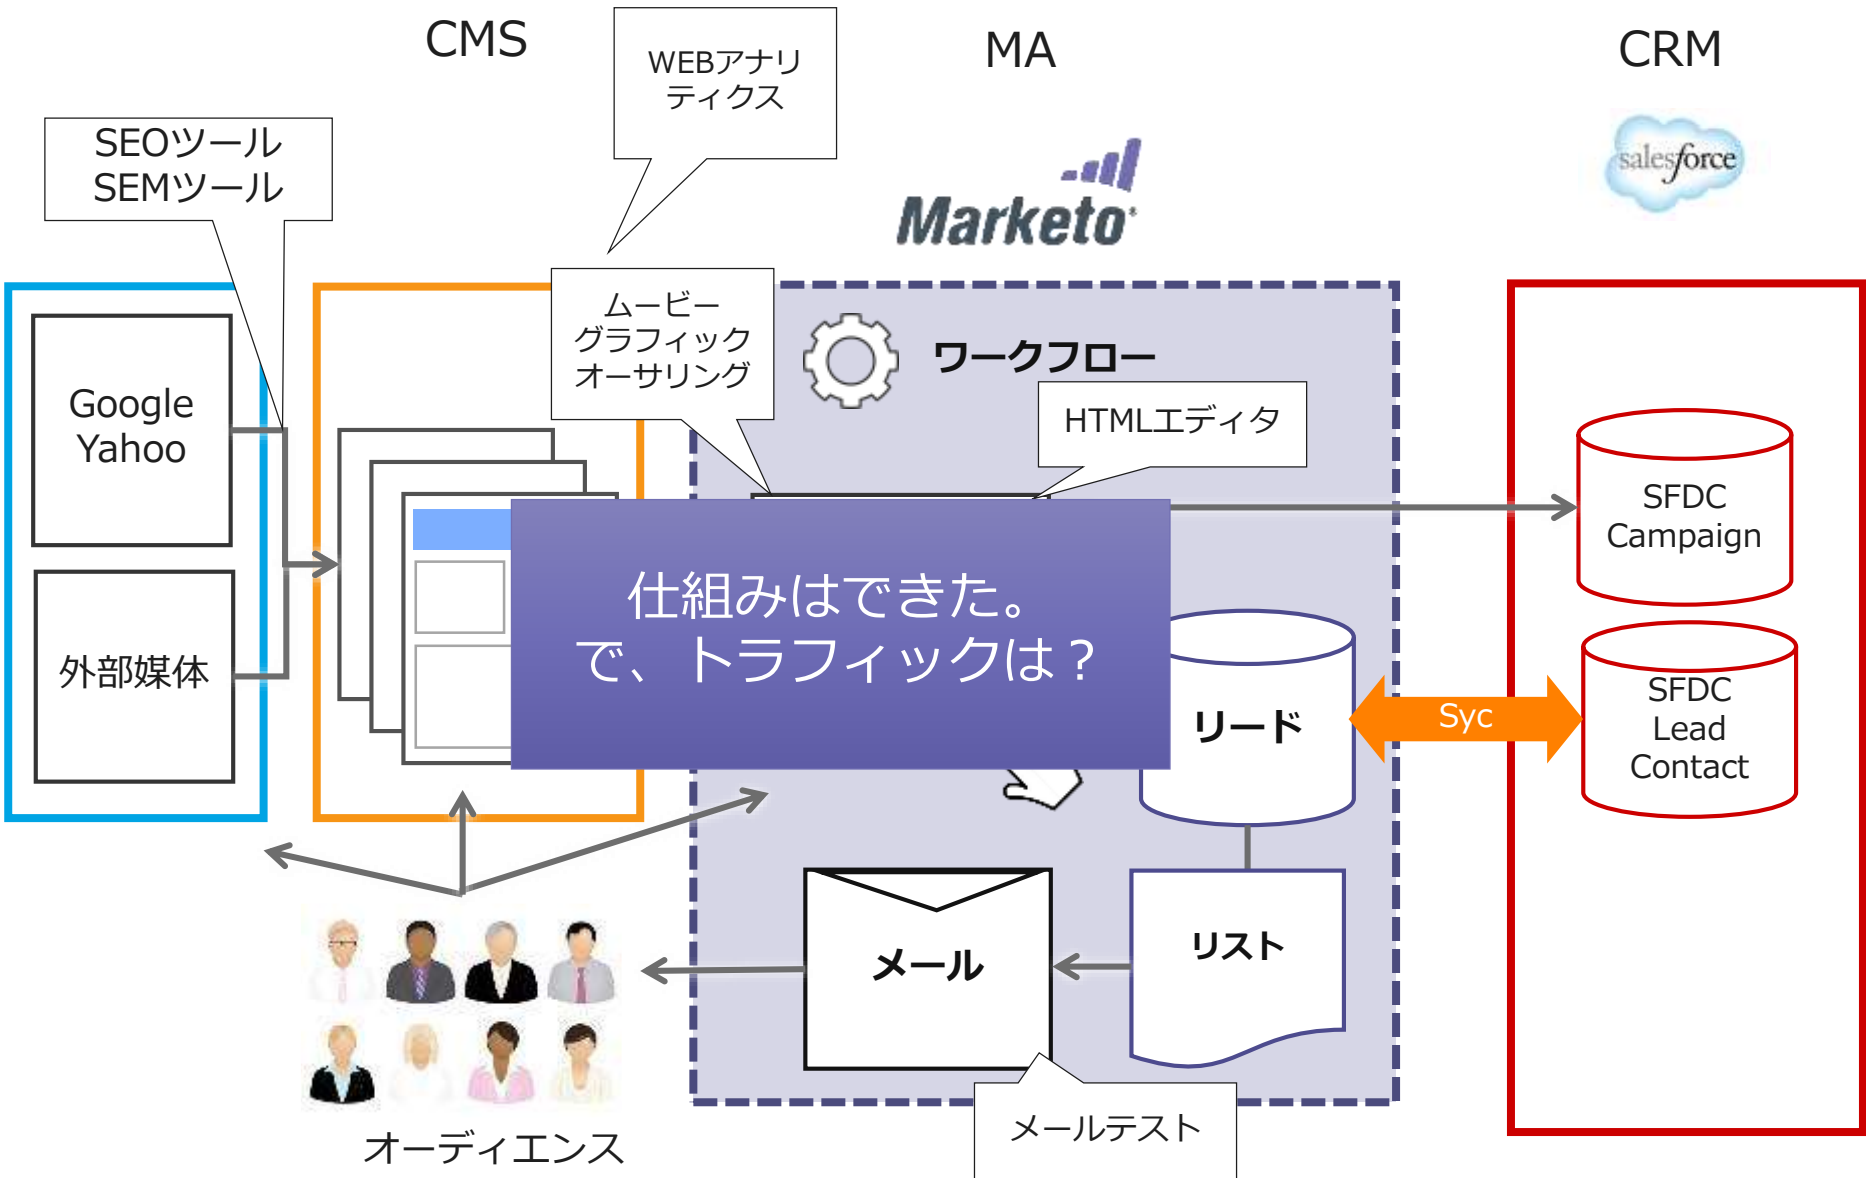 CMS
MA
CRM
WEBアナリ
ティクス
SEOツール
SEMツール
Marketo
salesforce
ムービー
グラフィック
オーサリング
ワークフロー
HTMLエディタ
Google
Yahoo
外部媒体
仕組みはできた。
で、トラフィックは？
SFDC
Campaign
リード
Syc
SFDC
Lead
Contact
メール
リスト
メールテスト
オーディエンス